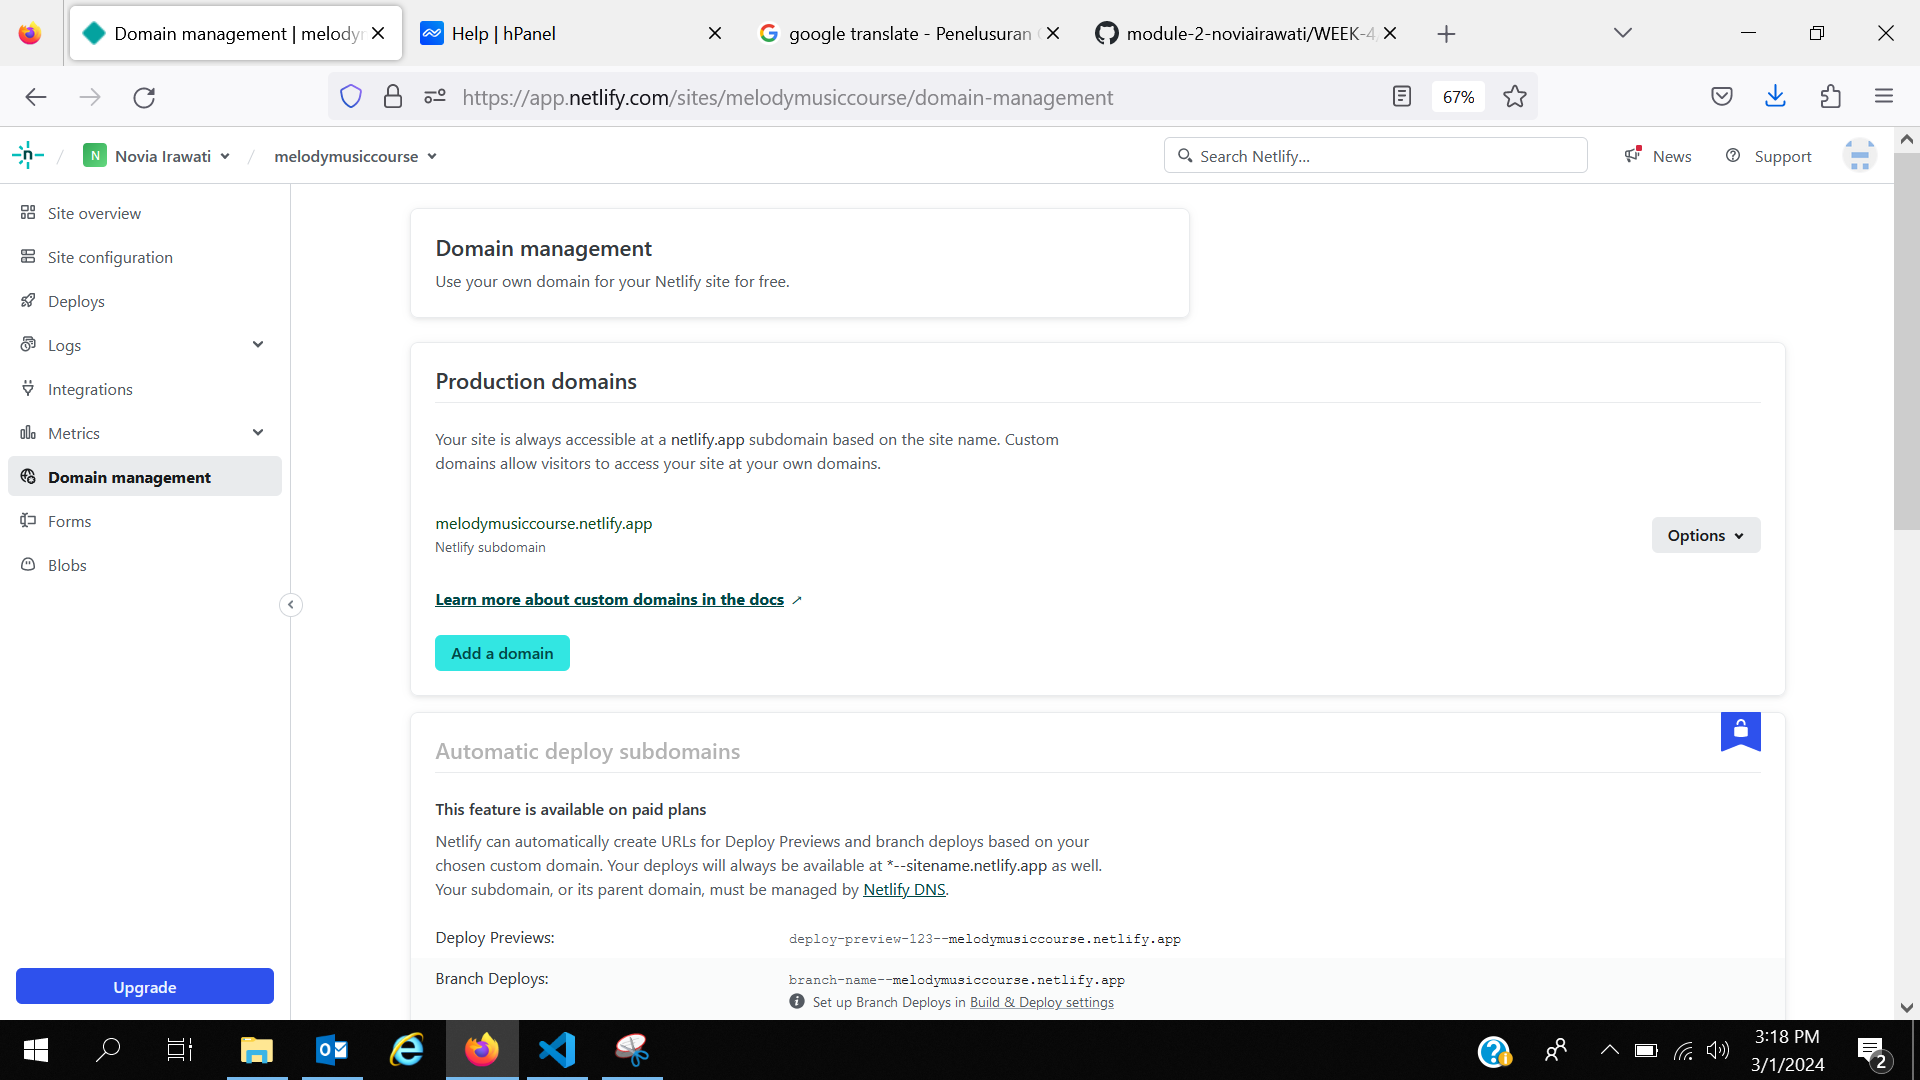 Domain management | melodym
Help | hPanel
google translate - Penelusuran
module-2-noviairawati/WEEK-4
https://app.netlify.com/sites/melodymusiccourse/domain-management
67%
n / N Novia Irawati / melodymusiccourse
Search Netlify...
News
Support
Site overview
Site configuration
Deploys
Logs
Integrations
Metrics
Domain management
Forms
Blobs
Upgrade
Domain management
Use your own domain for your Netlify site for free.
Production domains
Your site is always accessible at a netlify.app subdomain based on the site name. Custom
domains allow visitors to access your site at your own domains.
melodymusiccourse.netlify.app
Netlify subdomain
Options
Learn more about custom domains in the docs ↗
Add a domain
Automatic deploy subdomains
This feature is available on paid plans
Netlify can automatically create URLs for Deploy Previews and branch deploys based on your
chosen custom domain. Your deploys will always be available at *--sitename.netlify.app as well.
Your subdomain, or its parent domain, must be managed by Netlify DNS.
Deploy Previews: deploy-preview-123--melodymusiccourse.netlify.app
Branch Deploys: branch-name--melodymusiccourse.netlify.app
Set up Branch Deploys in Build & Deploy settings
3:18 PM
3/1/2024
2